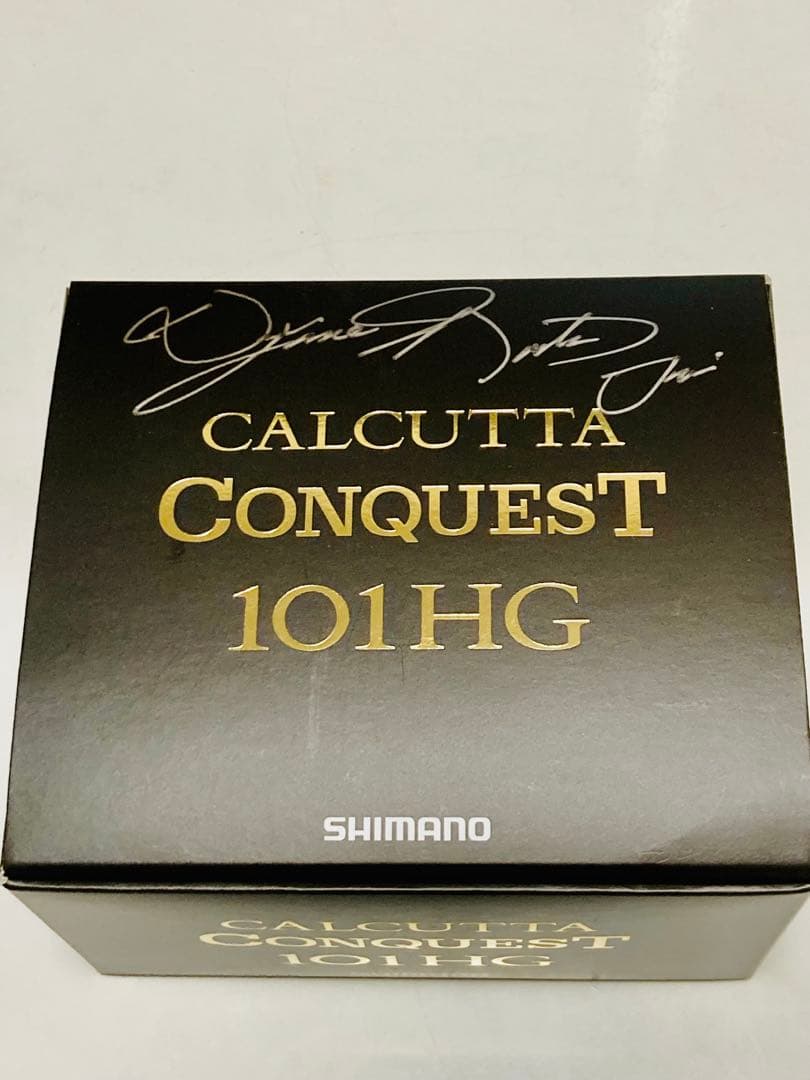 CALCUTTA
CONQUEST
101HG
SHIMANO
CALCUTTA
CONQUEST
101HG